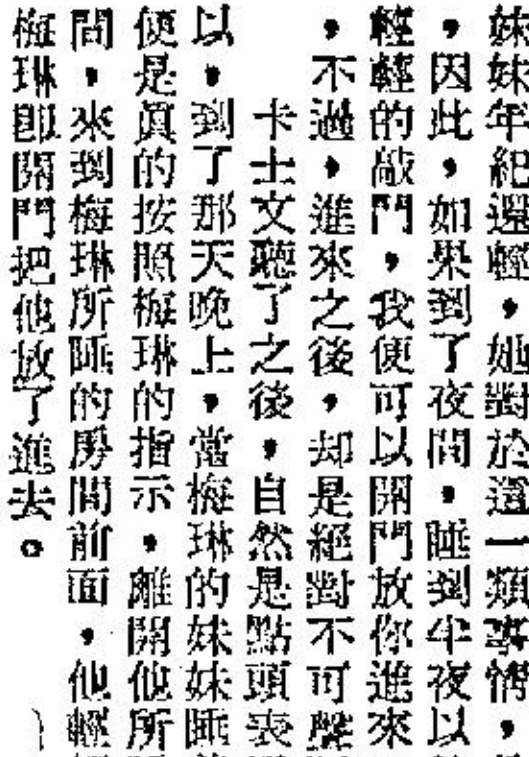 妹妹年紀還輕，她對於這一類事情，
，因此，如果到了夜間，睡到半夜以
輕輕的敲門，我便可以開門放你進來
，不過，進來之後，却是絕對不可聲
卡士文聽了之後，自然是點頭表
以，到了那天晚上，當梅琳的妹妹睡
便是眞的按照梅琳的指示，離開他所
間，來到梅琳所睡的房間前面，他輕
梅琳卽開門把他放了進去。